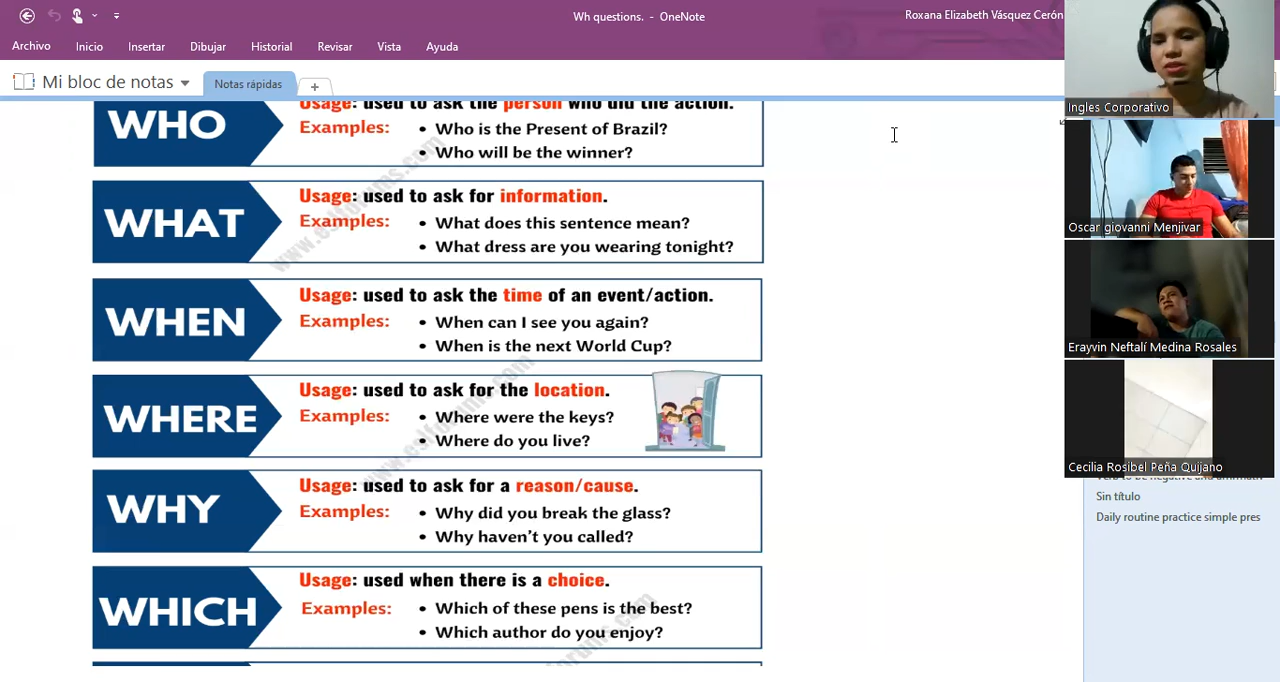 Wh questions. - OneNote
Roxana Elizabeth Vásquez Cerón
Archivo Inicio Insertar Dibujar Historial Revisar Vista Ayuda
Mi bloc de notas
Notas rápidas
+
WHO
Usage: used to ask the person who did the action.
Examples:
• Who is the Present of Brazil?
• Who will be the winner?
WHAT
Usage: used to ask for information.
Examples:
• What does this sentence mean?
• What dress are you wearing tonight?
WHEN
Usage: used to ask the time of an event/action.
Examples:
• When can I see you again?
• When is the next World Cup?
WHERE
Usage: used to ask for the location.
Examples:
• Where were the keys?
• Where do you live?
WHY
Usage: used to ask for a reason/cause.
Examples:
• Why did you break the glass?
• Why haven't you called?
WHICH
Usage: used when there is a choice.
Examples:
• Which of these pens is the best?
• Which author do you enjoy?
www.eslforums.com
www.eslforums.com
Ingles Corporativo
Oscar giovanni Menjivar
Erayvin Neftalí Medina Rosales
Cecilia Rosibel Peña Quijano
Sin título
Daily routine practice simple pres